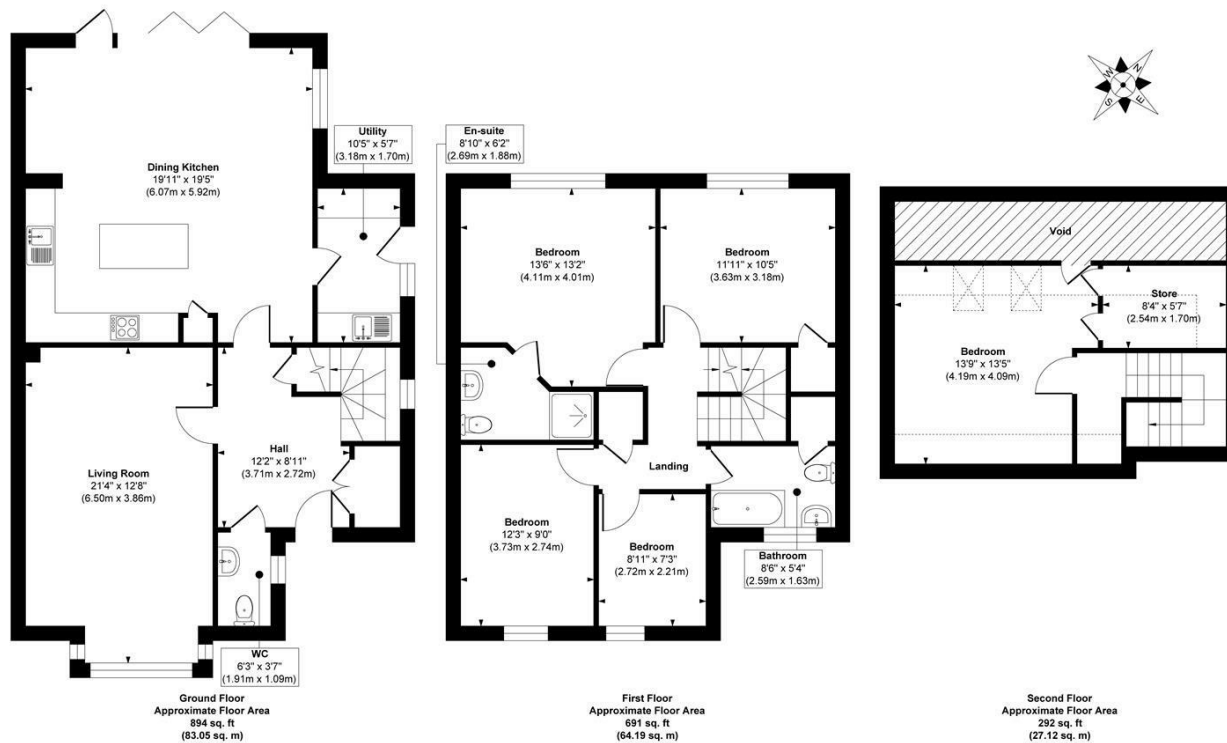 Utility
10'5" x 5'7"
(3.18m x 1.70m)
En-suite
8'10" x 6'2"
(2.69m x 1.88m)
W
N
S
E
Dining Kitchen
19'11" x 19'5"
(6.07m x 5.92m)
Bedroom
13'6" x 13'2"
(4.11m x 4.01m)
Bedroom
11'11" x 10'5"
(3.63m x 3.18m)
Void
Store
8'4" x 5'7"
(2.54m x 1.70m)
Bedroom
13'9" x 13'5"
(4.19m x 4.09m)
Hall
12'2" x 8'11"
(3.71m x 2.72m)
Living Room
21'4" x 12'8"
(6.50m x 3.86m)
Landing
Bedroom
12'3" x 9'0"
(3.73m x 2.74m)
Bedroom
8'11" x 7'3"
(2.72m x 2.21m)
Bathroom
8'6" x 5'4"
(2.59m x 1.63m)
WC
6'3" x 3'7"
(1.91m x 1.09m)
Ground Floor
Approximate Floor Area
894 sq. ft
(83.05 sq. m)
First Floor
Approximate Floor Area
691 sq. ft
(64.19 sq. m)
Second Floor
Approximate Floor Area
292 sq. ft
(27.12 sq. m)